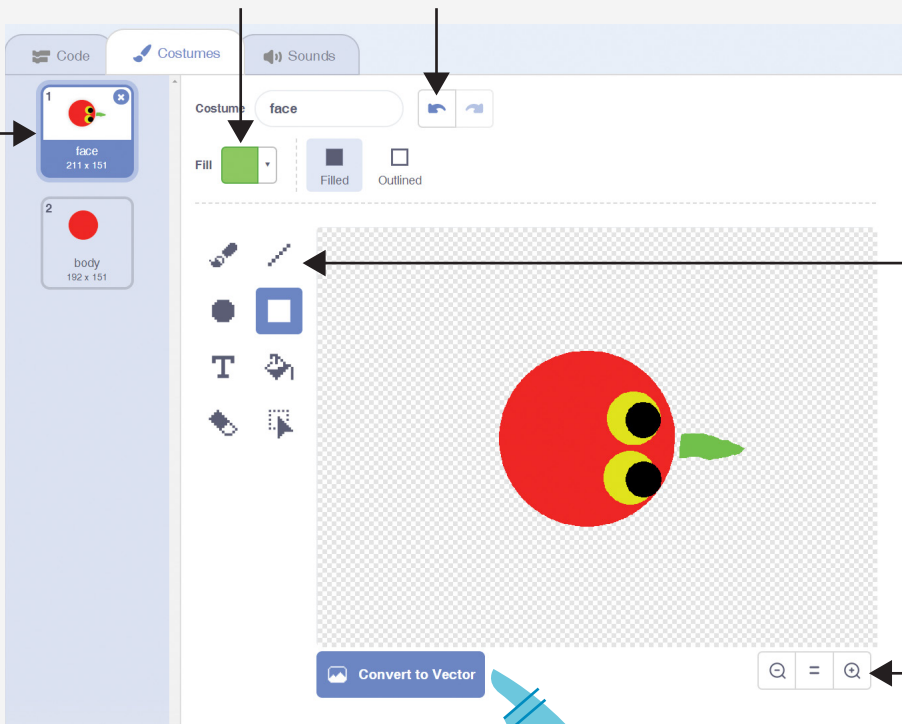 Code
Costumes
Sounds
1
face
211 x 151
2
body
192 x 151
Costume
face
Fill
Filled
Outlined
T
Convert to Vector